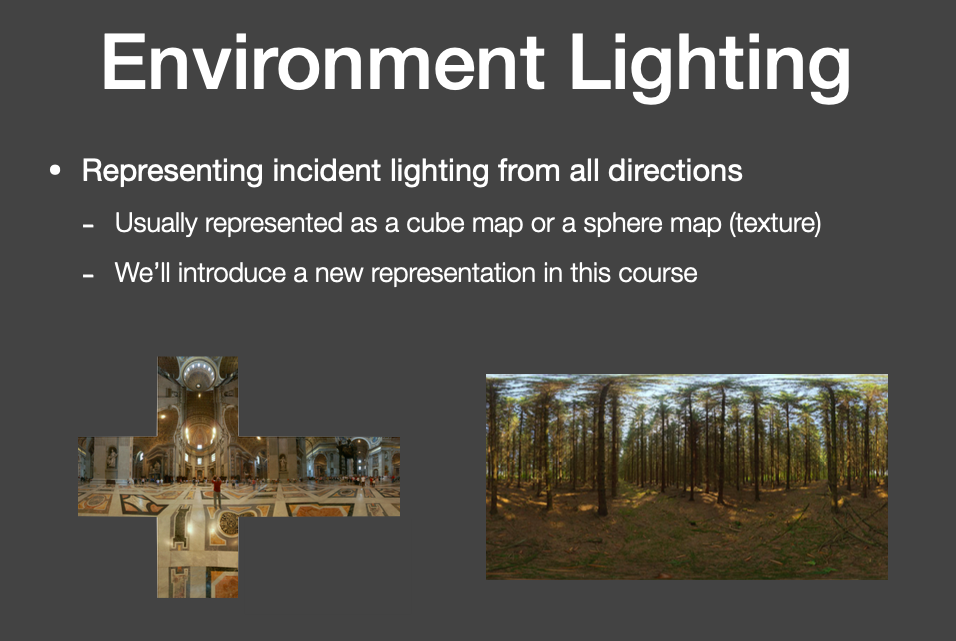 Environment Lighting
• Representing incident lighting from all directions
- Usually represented as a cube map or a sphere map (texture)
- We’ll introduce a new representation in this course